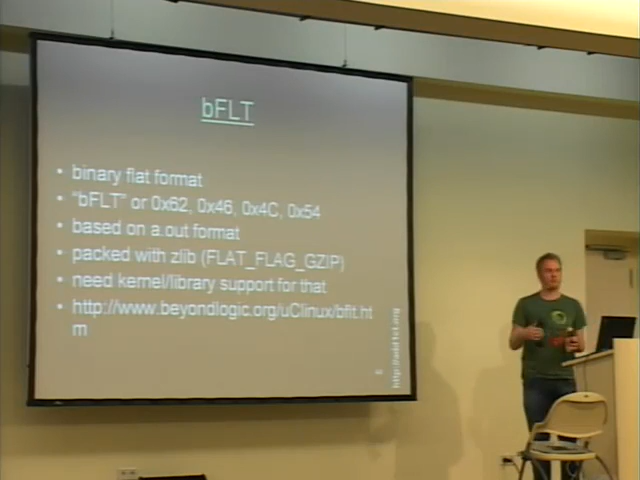 bFLT
• binary flat format
• "bFLT" or 0x62, 0x46, 0x4C, 0x54
• based on a.out format
• packed with zlib (FLAT_FLAG_GZIP)
• need kernel/library support for that
• http://www.beyondlogic.org/uClinux/bflt.ht
m